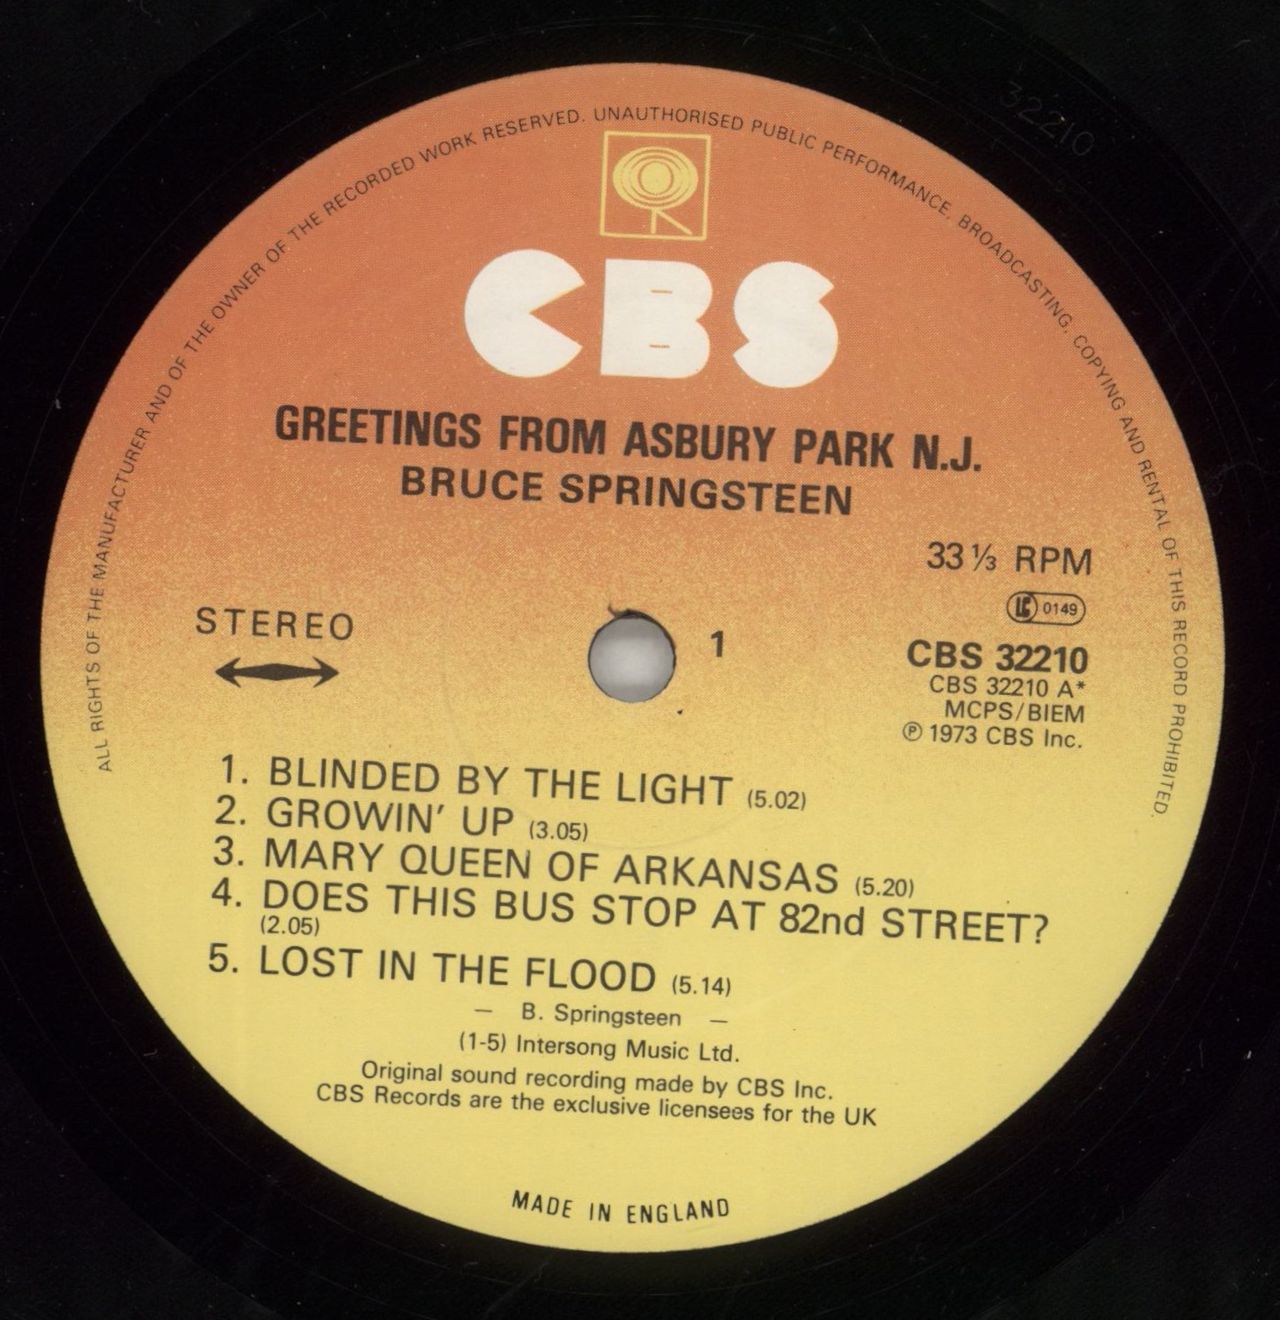 32210
ALL RIGHTS OF THE MANUFACTURER AND OF THE OWNER OF THE RECORDED WORK RESERVED. UNAUTHORISED PUBLIC PERFORMANCE, BROADCASTING, COPYING AND RENTAL OF THIS RECORD PROHIBITED.
CBS
GREETINGS FROM ASBURY PARK N.J.
BRUCE SPRINGSTEEN
33 ⅓ RPM
LC 0149
STEREO
1
CBS 32210
CBS 32210 A*
MCPS/BIEM
℗ 1973 CBS Inc.
1. BLINDED BY THE LIGHT (5.02)
2. GROWIN' UP (3.05)
3. MARY QUEEN OF ARKANSAS (5.20)
4. DOES THIS BUS STOP AT 82nd STREET?
(2.05)
5. LOST IN THE FLOOD (5.14)
— B. Springsteen —
(1-5) Intersong Music Ltd.
Original sound recording made by CBS Inc.
CBS Records are the exclusive licensees for the UK
MADE IN ENGLAND